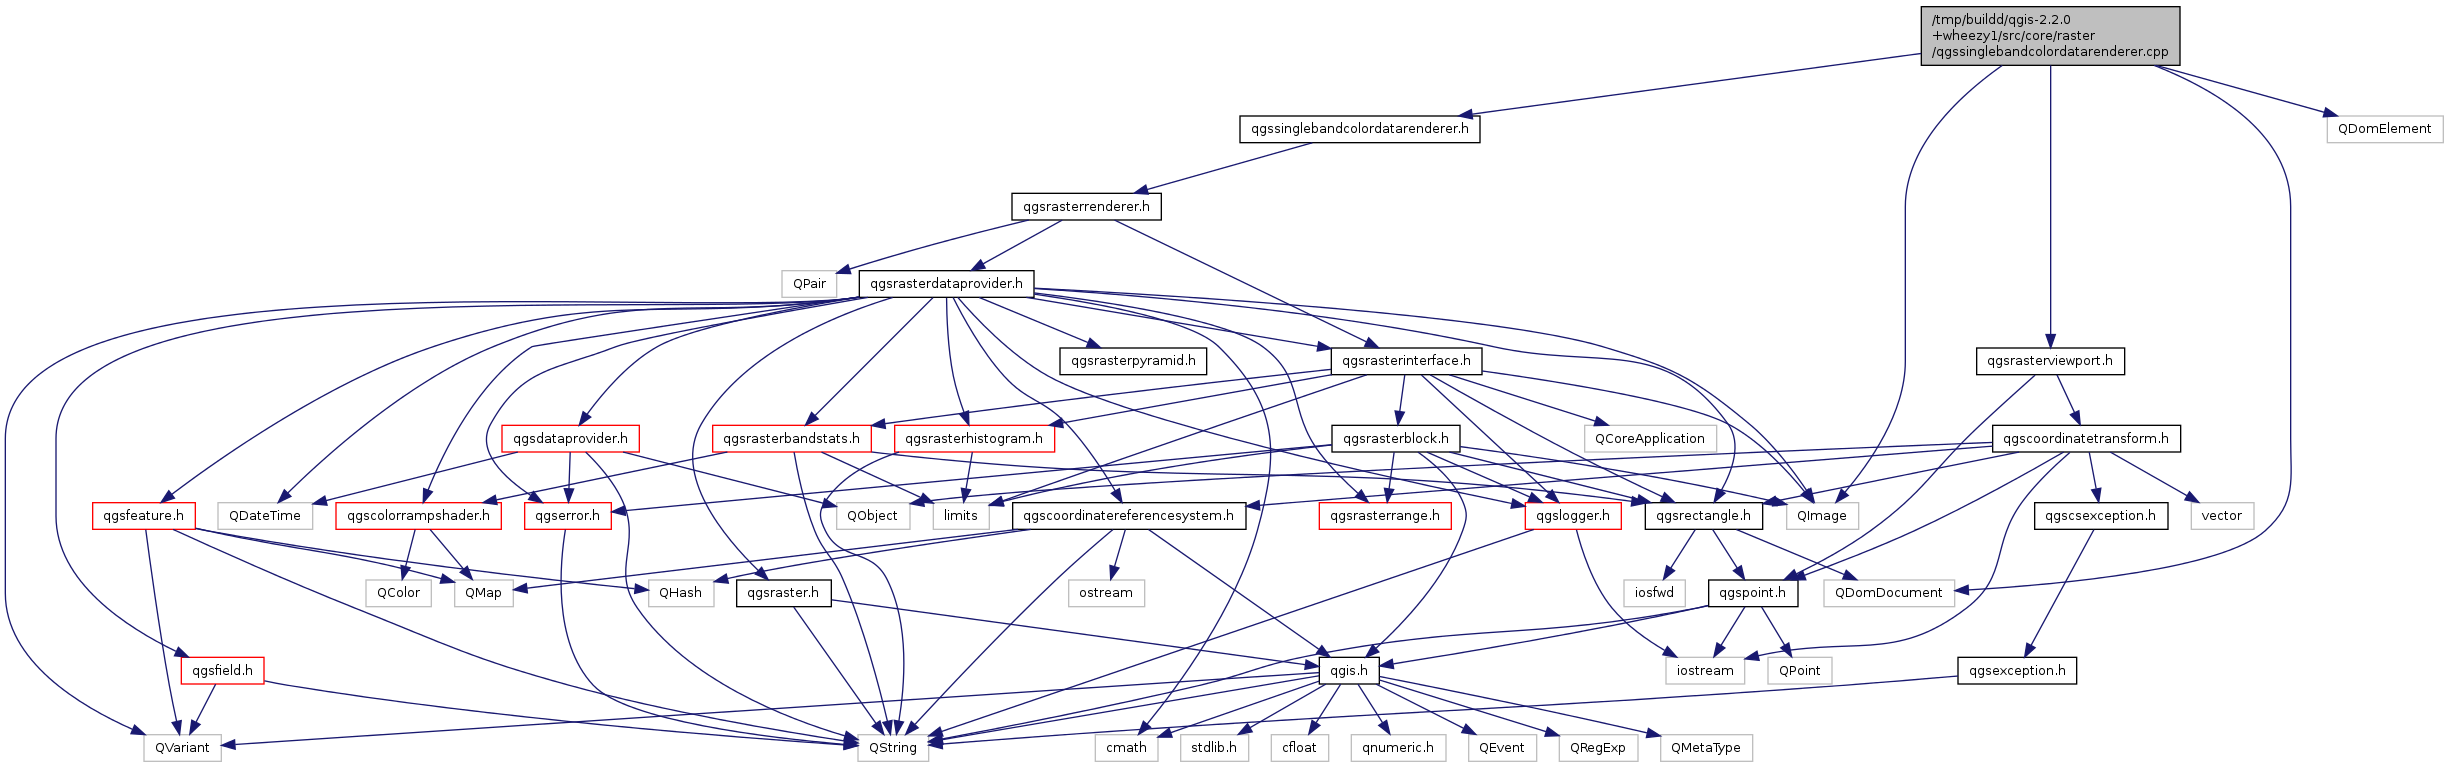 /tmp/buildd/qgis-2.2.0
+wheezy1/src/core/raster
/qgssinglebandcolordatarenderer.cpp
qgssinglebandcolordatarenderer.h
QDomElement
qgsrasterrenderer.h
QPair
qgsrasterdataprovider.h
qgsrasterpyramid.h
qgsrasterinterface.h
qgsrasterviewport.h
qgsdataprovider.h
qgsrasterbandstats.h
qgsrasterhistogram.h
qgsrasterblock.h
QCoreApplication
qgscoordinatetransform.h
qgsfeature.h
QDateTime
qgscolorrampshader.h
qgserror.h
QObject
limits
qgscoordinatereferencesystem.h
qgsrasterrange.h
qgslogger.h
qgsrectangle.h
QImage
qgscsexception.h
vector
QColor
QMap
QHash
qgsraster.h
ostream
iosfwd
qgspoint.h
QDomDocument
qgsfield.h
qgis.h
iostream
QPoint
qgsexception.h
QVariant
QString
cmath
stdlib.h
cfloat
qnumeric.h
QEvent
QRegExp
QMetaType